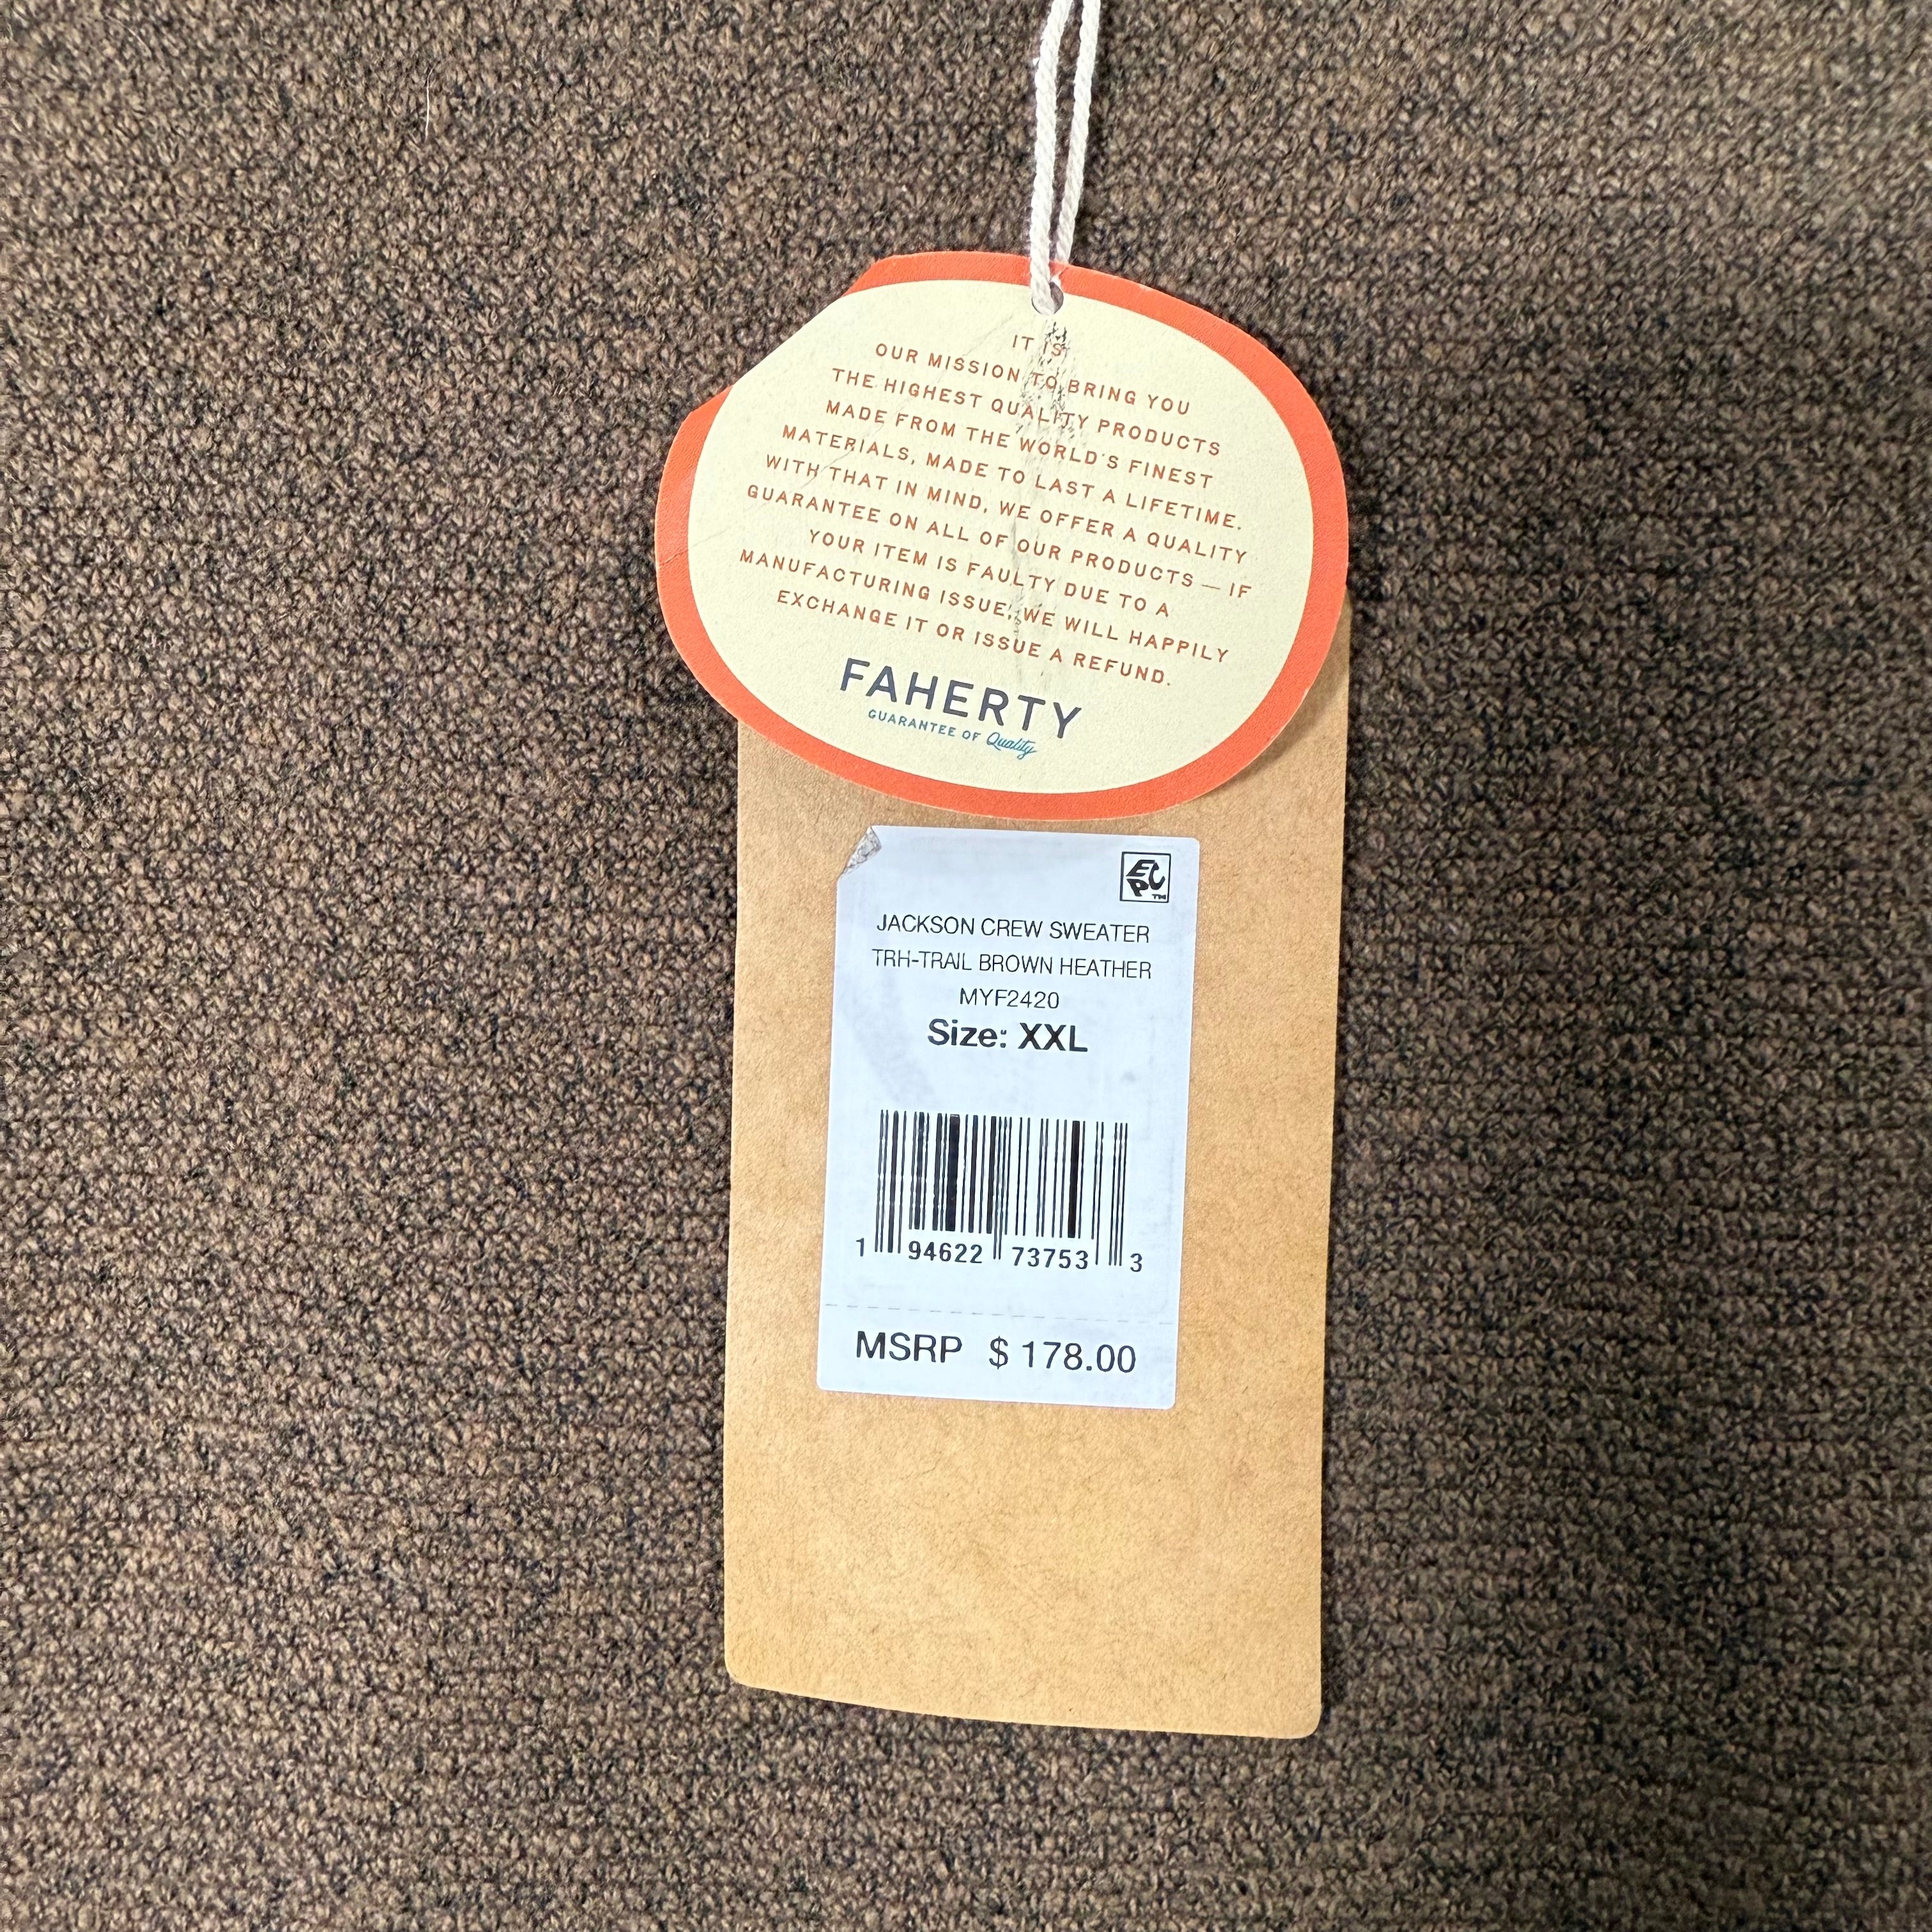 IT IS
OUR MISSION TO BRING YOU
THE HIGHEST QUALITY PRODUCTS
MADE FROM THE WORLD'S FINEST
MATERIALS, MADE TO LAST A LIFETIME.
WITH THAT IN MIND, WE OFFER A QUALITY
GUARANTEE ON ALL OF OUR PRODUCTS — IF
YOUR ITEM IS FAULTY DUE TO A
MANUFACTURING ISSUE, WE WILL HAPPILY
EXCHANGE IT OR ISSUE A REFUND.
FAHERTY
GUARANTEE OF Quality
ECPC™
JACKSON CREW SWEATER
TRH-TRAIL BROWN HEATHER
MYF2420
Size: XXL
1 94622 73753 3
MSRP $ 178.00